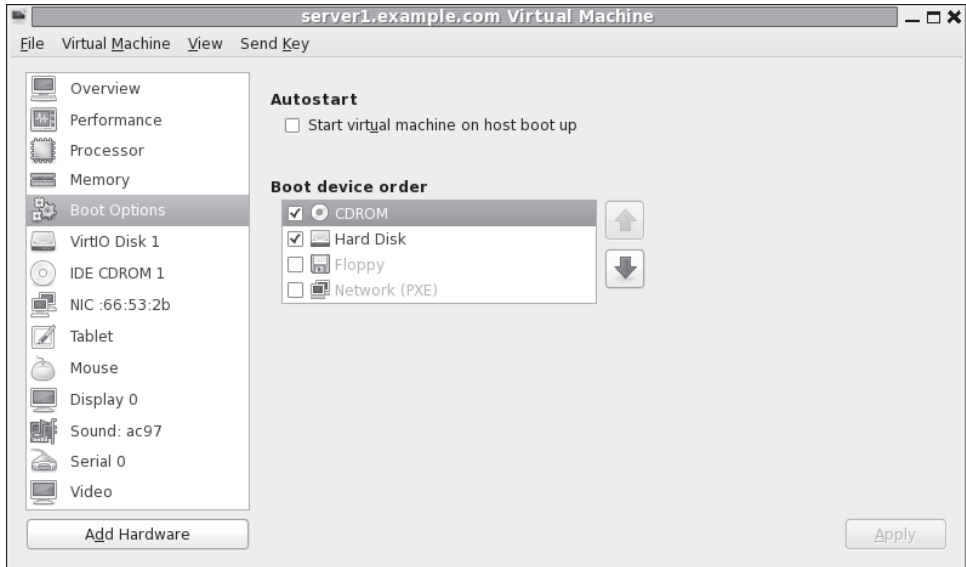 server1.example.com Virtual Machine
File Virtual Machine View Send Key
Overview
Performance
Processor
Memory
Boot Options
VirtIO Disk 1
IDE CDROM 1
NIC :66:53:2b
Tablet
Mouse
Display 0
Sound: ac97
Serial 0
Video
Add Hardware
Autostart
Start virtual machine on host boot up
Boot device order
CDROM
Hard Disk
Floppy
Network (PXE)
Apply